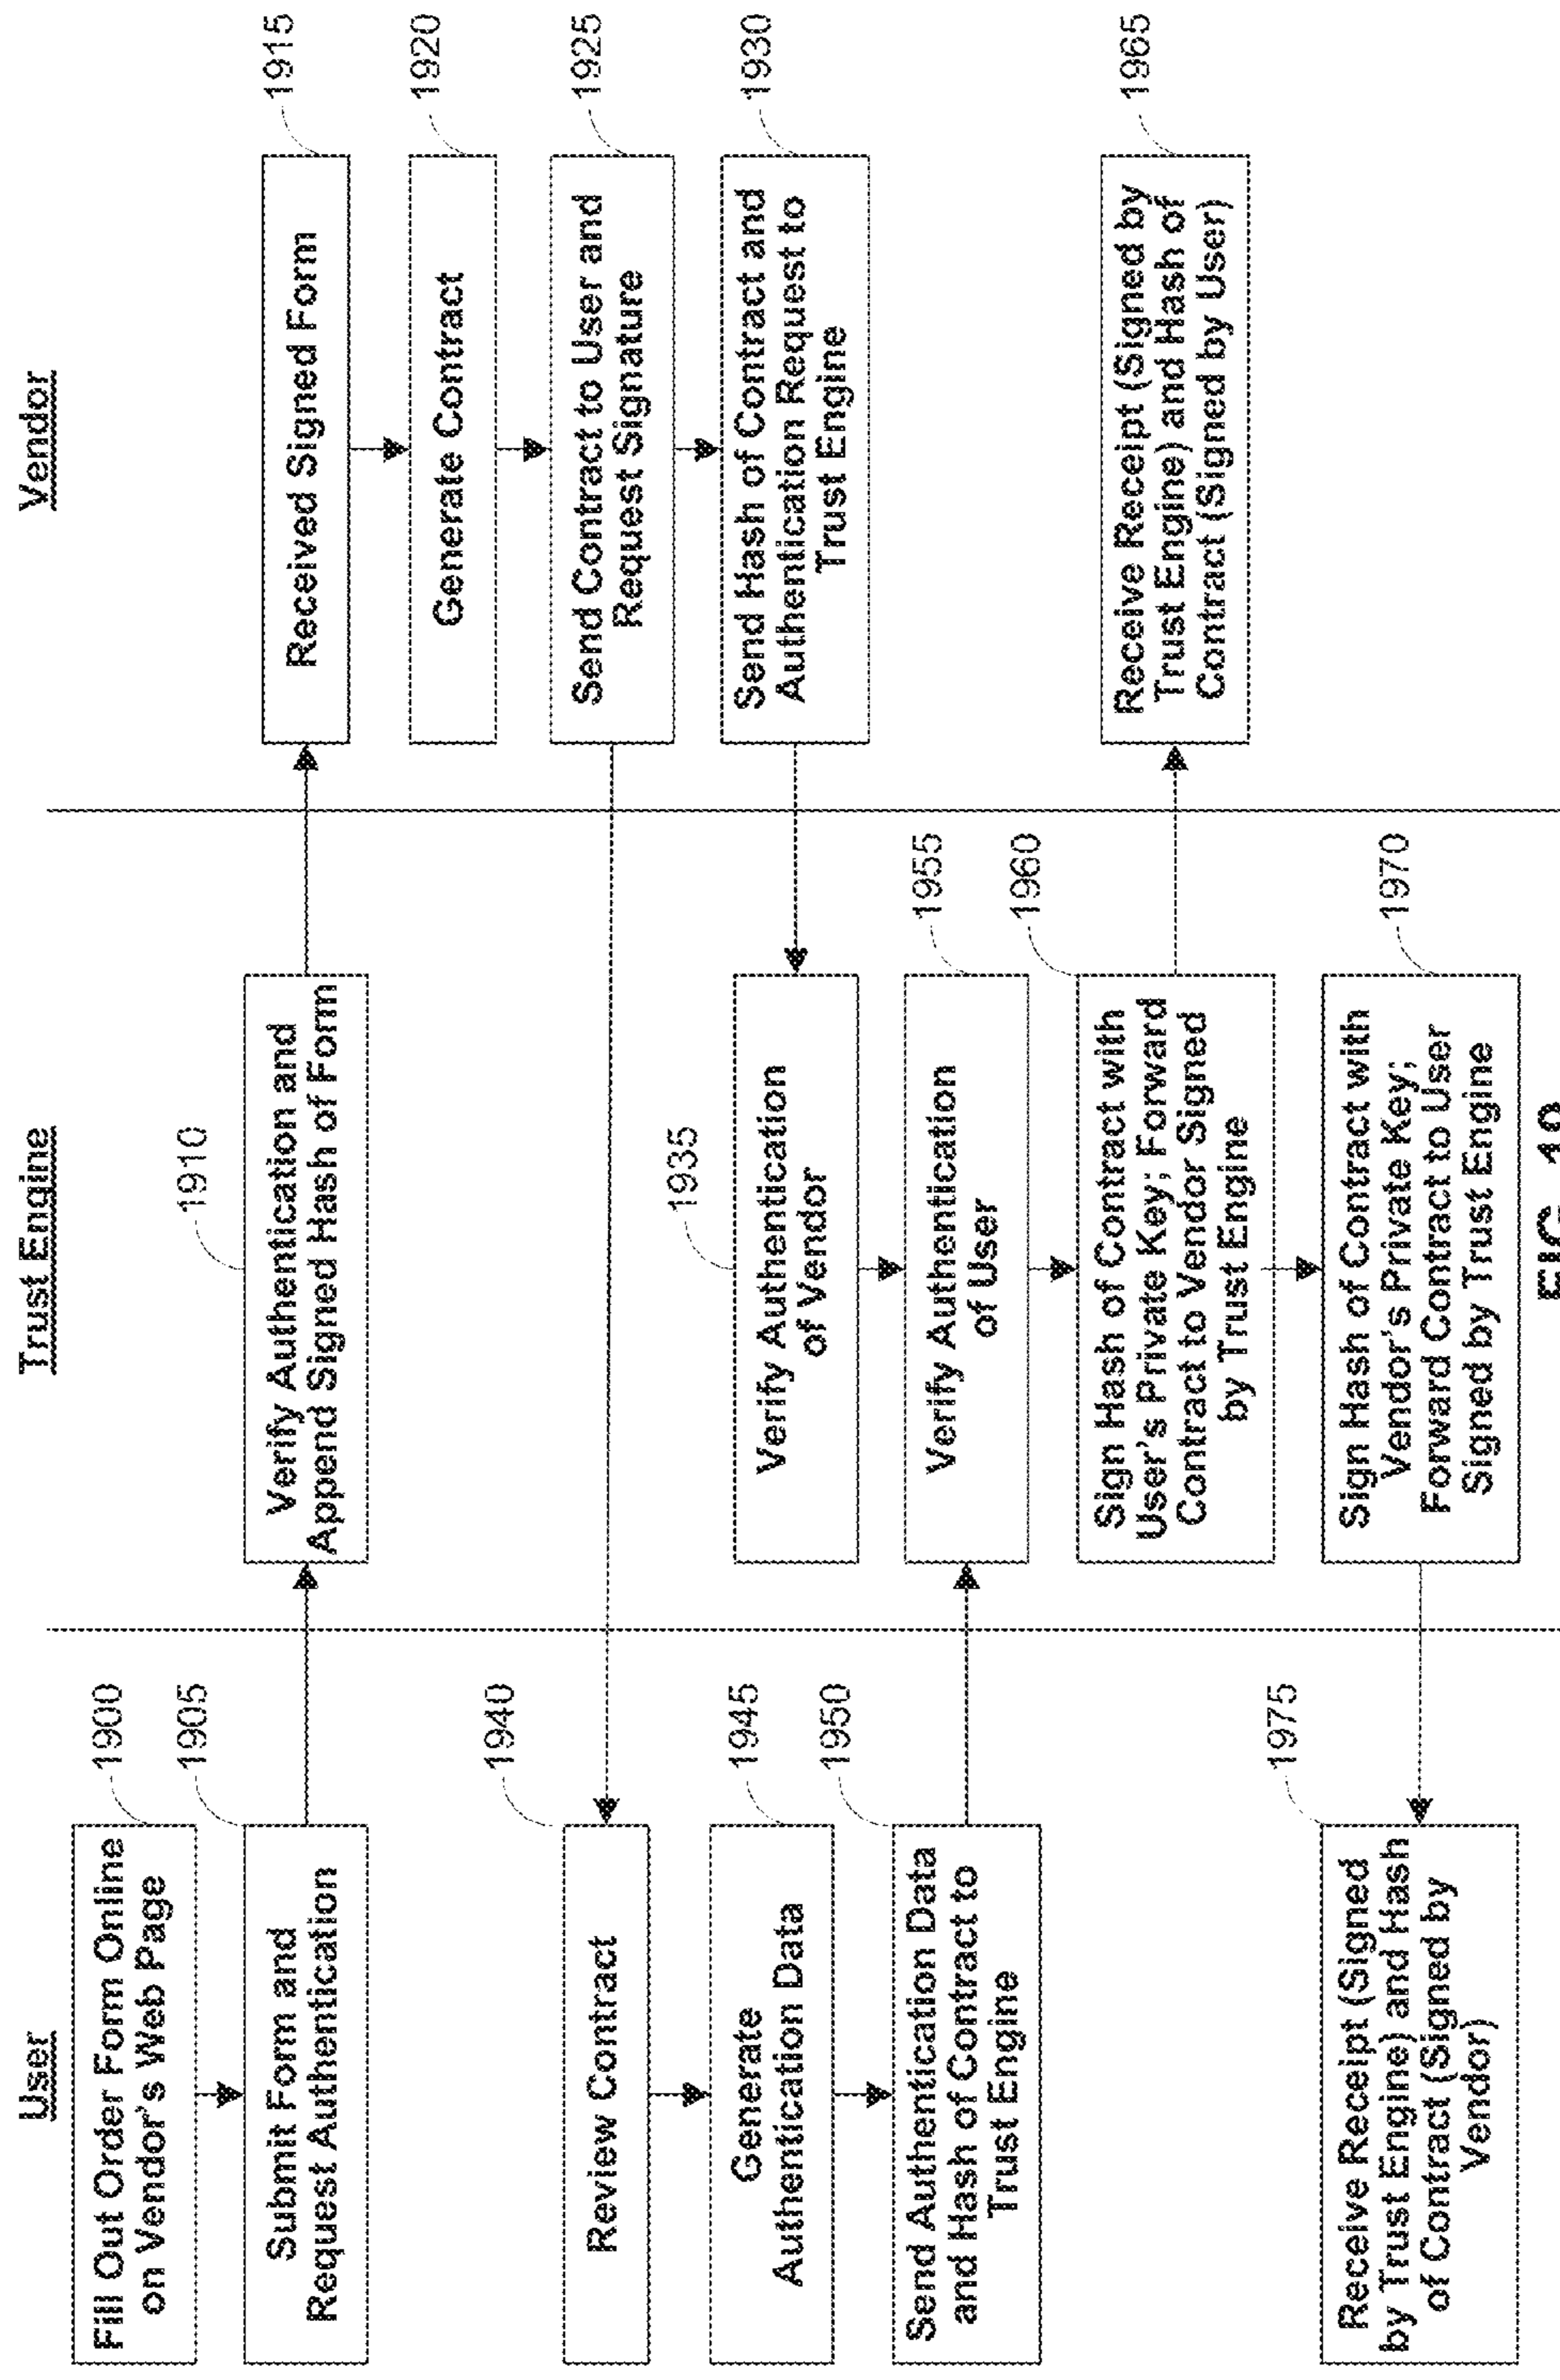 User
Trust Engine
Vendor
Fill Out Order Form Online
on Vendor's Web Page
1900
Submit Form and
Request Authentication
1905
Verify Authentication and
Append Signed Hash of Form
1910
Received Signed Form
1915
Generate Contract
1920
Send Contract to User and
Request Signature
1925
Send Hash of Contract and
Authentication Request to
Trust Engine
1930
Verify Authentication
of Vendor
1935
Review Contract
1940
Generate
Authentication Data
1945
Send Authentication Data
and Hash of Contract to
Trust Engine
1950
Verify Authentication
of User
1955
Sign Hash of Contract with
User's Private Key; Forward
Contract to Vendor Signed
by Trust Engine
1960
Receive Receipt (Signed by
Trust Engine) and Hash of
Contract (Signed by User)
1965
Sign Hash of Contract with
Vendor's Private Key;
Forward Contract to User
Signed by Trust Engine
1970
Receive Receipt (Signed
by Trust Engine) and Hash
of Contract (Signed by
Vendor)
1975
FIG.